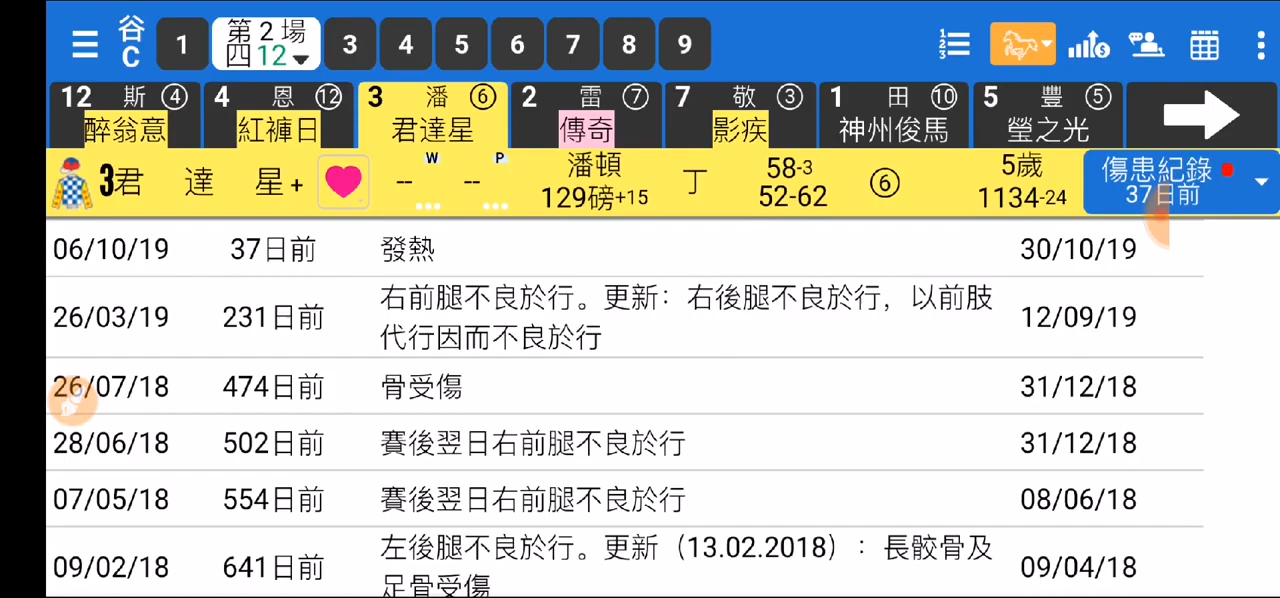 谷C 1 第2場 四12 3 4 5 6 7 8 9
12 斯 ④ 4 恩 ⑫ 3 潘 ⑥ 2 雷 ⑦ 7 敬 ③ 1 田 ⑩ 5 豐 ⑤
醉翁意 紅褲日 君達星 傳奇 影疾 神州俊馬 瑩之光
3君達星+ W -- P -- 潘頓 129磅+15 丁 58-3 52-62 ⑥ 5歲 1134-24 傷患紀錄 37日前
06/10/19 37日前 發熱 30/10/19
26/03/19 231日前 右前腿不良於行。更新：右後腿不良於行，以前肢 12/09/19
代行因而不良於行
26/07/18 474日前 骨受傷 31/12/18
28/06/18 502日前 賽後翌日右前腿不良於行 31/12/18
07/05/18 554日前 賽後翌日右前腿不良於行 08/06/18
09/02/18 641日前 左後腿不良於行。更新（13.02.2018）：長骹骨及 09/04/18
足骨受傷